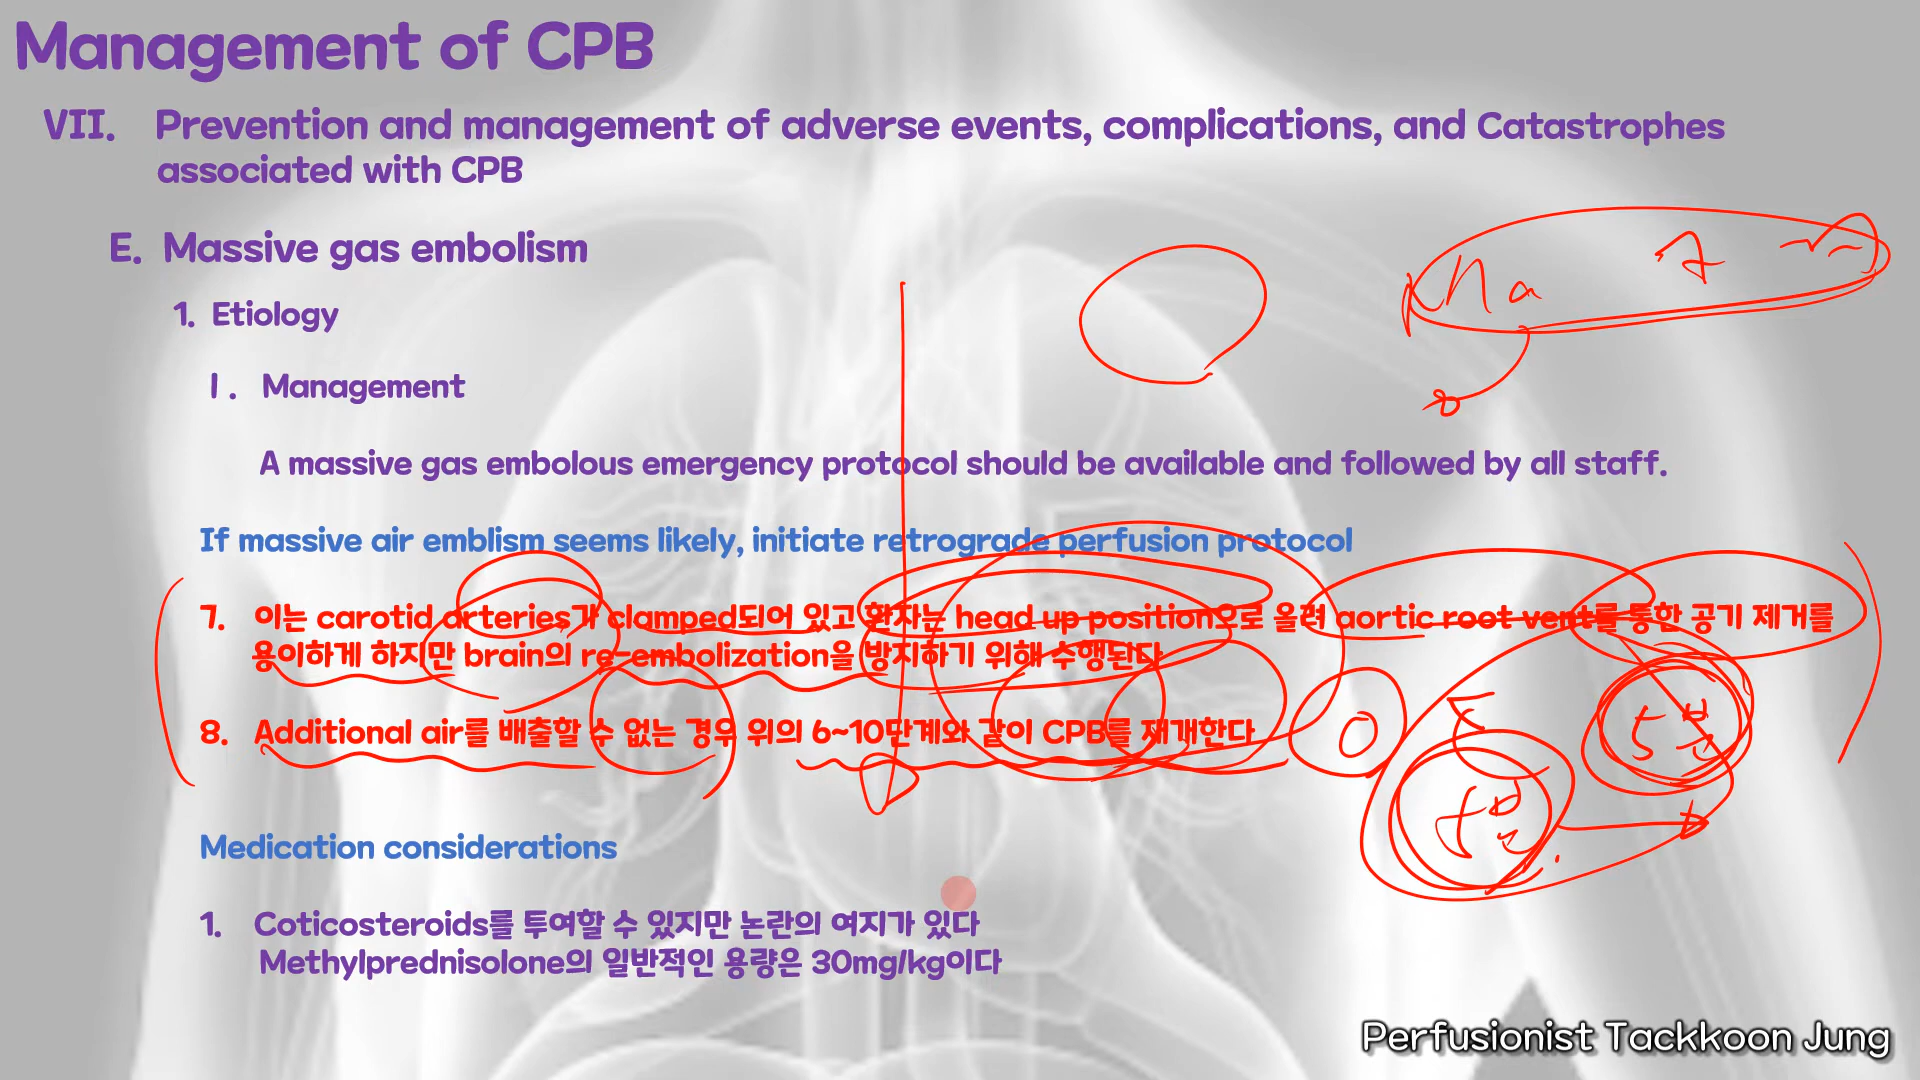 Management of CPB
VII. Prevention and management of adverse events, complications, and Catastrophes
associated with CPB
E. Massive gas embolism
1. Etiology
1. Management
A massive gas embolous emergency protocol should be available and followed by all staff.
If massive air emblism seems likely, initiate retrograde perfusion protocol
7. 이는 carotid arteries가 clamped되어 있고 환자는 head up position으로 올려 aortic root vent를 통한 공기 제거를
용이하게 하지만 brain의 re-embolization을 방지하기 위해 수행된다
8. Additional air를 배출할 수 없는 경우 위의 6~10단계와 같이 CPB를 재개한다
5분
Medication considerations
1. Coticosteroids를 투여할 수 있지만 논란의 여지가 있다
Methylprednisolone의 일반적인 용량은 30mg/kg이다
Perfusionist Tackkoon Jung